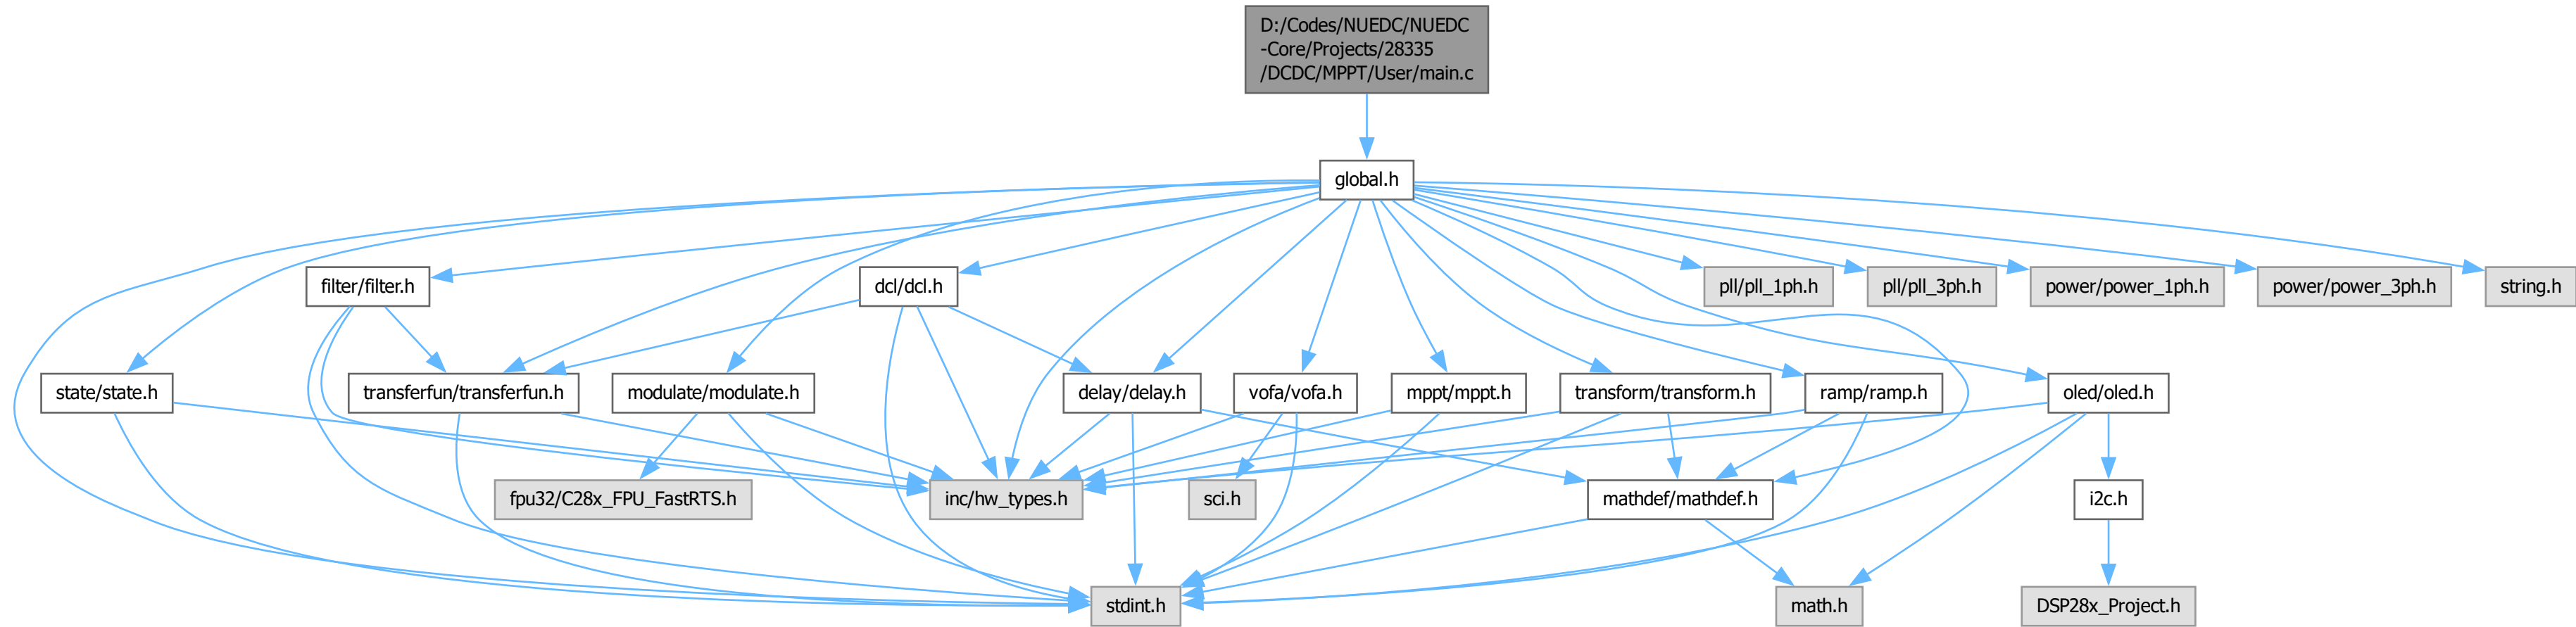 D:/Codes/NUEDC/NUEDC
-Core/Projects/28335
/DCDC/MPPT/User/main.c
global.h
filter/filter.h
dcl/dcl.h
pll/pll_1ph.h
pll/pll_3ph.h
power/power_1ph.h
power/power_3ph.h
string.h
state/state.h
transferfun/transferfun.h
modulate/modulate.h
delay/delay.h
vofa/vofa.h
mppt/mppt.h
transform/transform.h
ramp/ramp.h
oled/oled.h
fpu32/C28x_FPU_FastRTS.h
inc/hw_types.h
sci.h
mathdef/mathdef.h
i2c.h
stdint.h
math.h
DSP28x_Project.h